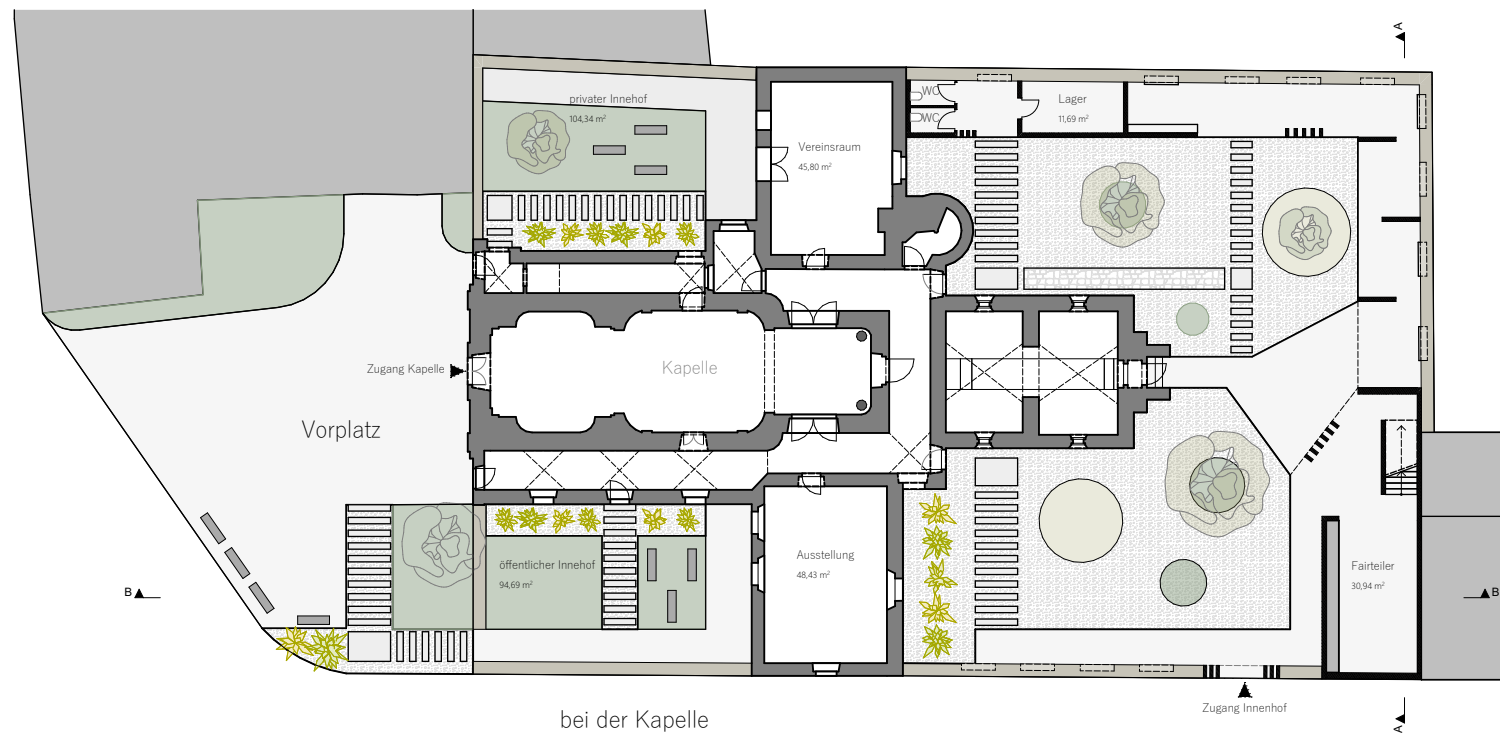 A
privater Innehof
104,34 m²
WC
WC
Lager
11,69 m²
Vereinsraum
45,80 m²
Zugang Kapelle
Kapelle
Vorplatz
öffentlicher Innehof
94,69 m²
Ausstellung
48,43 m²
Fairteiler
30,94 m²
B
B
Zugang Innenhof
bei der Kapelle
A